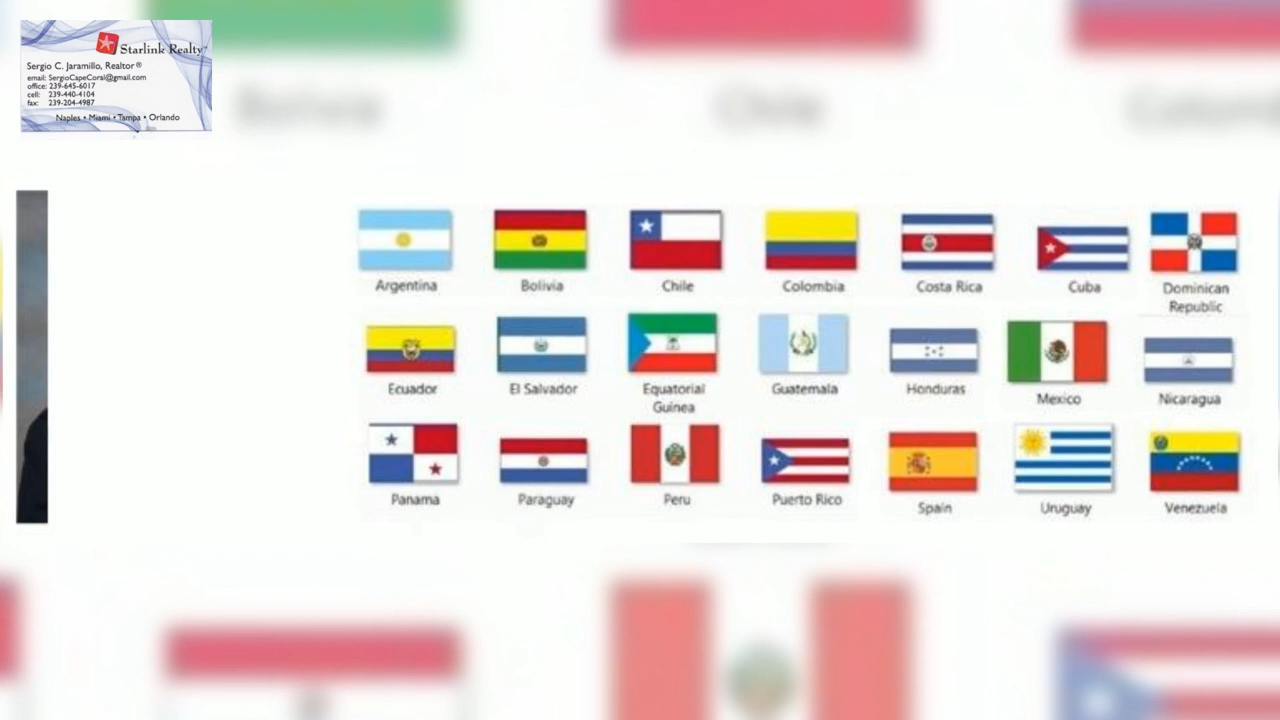 Starlink Realty
Sergio C. Jaramillo, Realtor®
email: SergioCapeCoral@gmail.com
office: 239-645-6017
cell: 239-440-4104
fax: 239-204-4987
Naples • Miami • Tampa • Orlando
Argentina
Bolivia
Chile
Colombia
Costa Rica
Cuba
Dominican
Republic
Ecuador
El Salvador
Equatorial
Guinea
Guatemala
Honduras
Mexico
Nicaragua
Panama
Paraguay
Peru
Puerto Rico
Spain
Uruguay
Venezuela